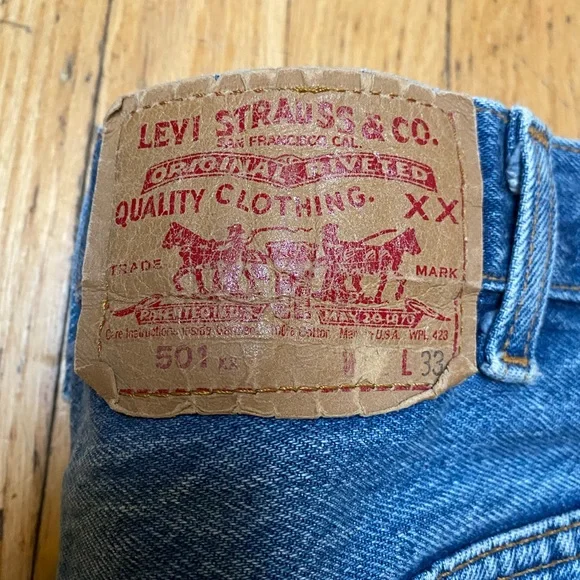 LEVI STRAUSS & CO.
SAN FRANCISCO CAL.
ORIGINAL RIVETED
QUALITY CLOTHING. XX
TRADE MARK
PATENTED IN U.S. MAY 20 1873
Care Instructions Inside Garment Cotton Made in U.S.A. WPL 423
501 XX W L 33